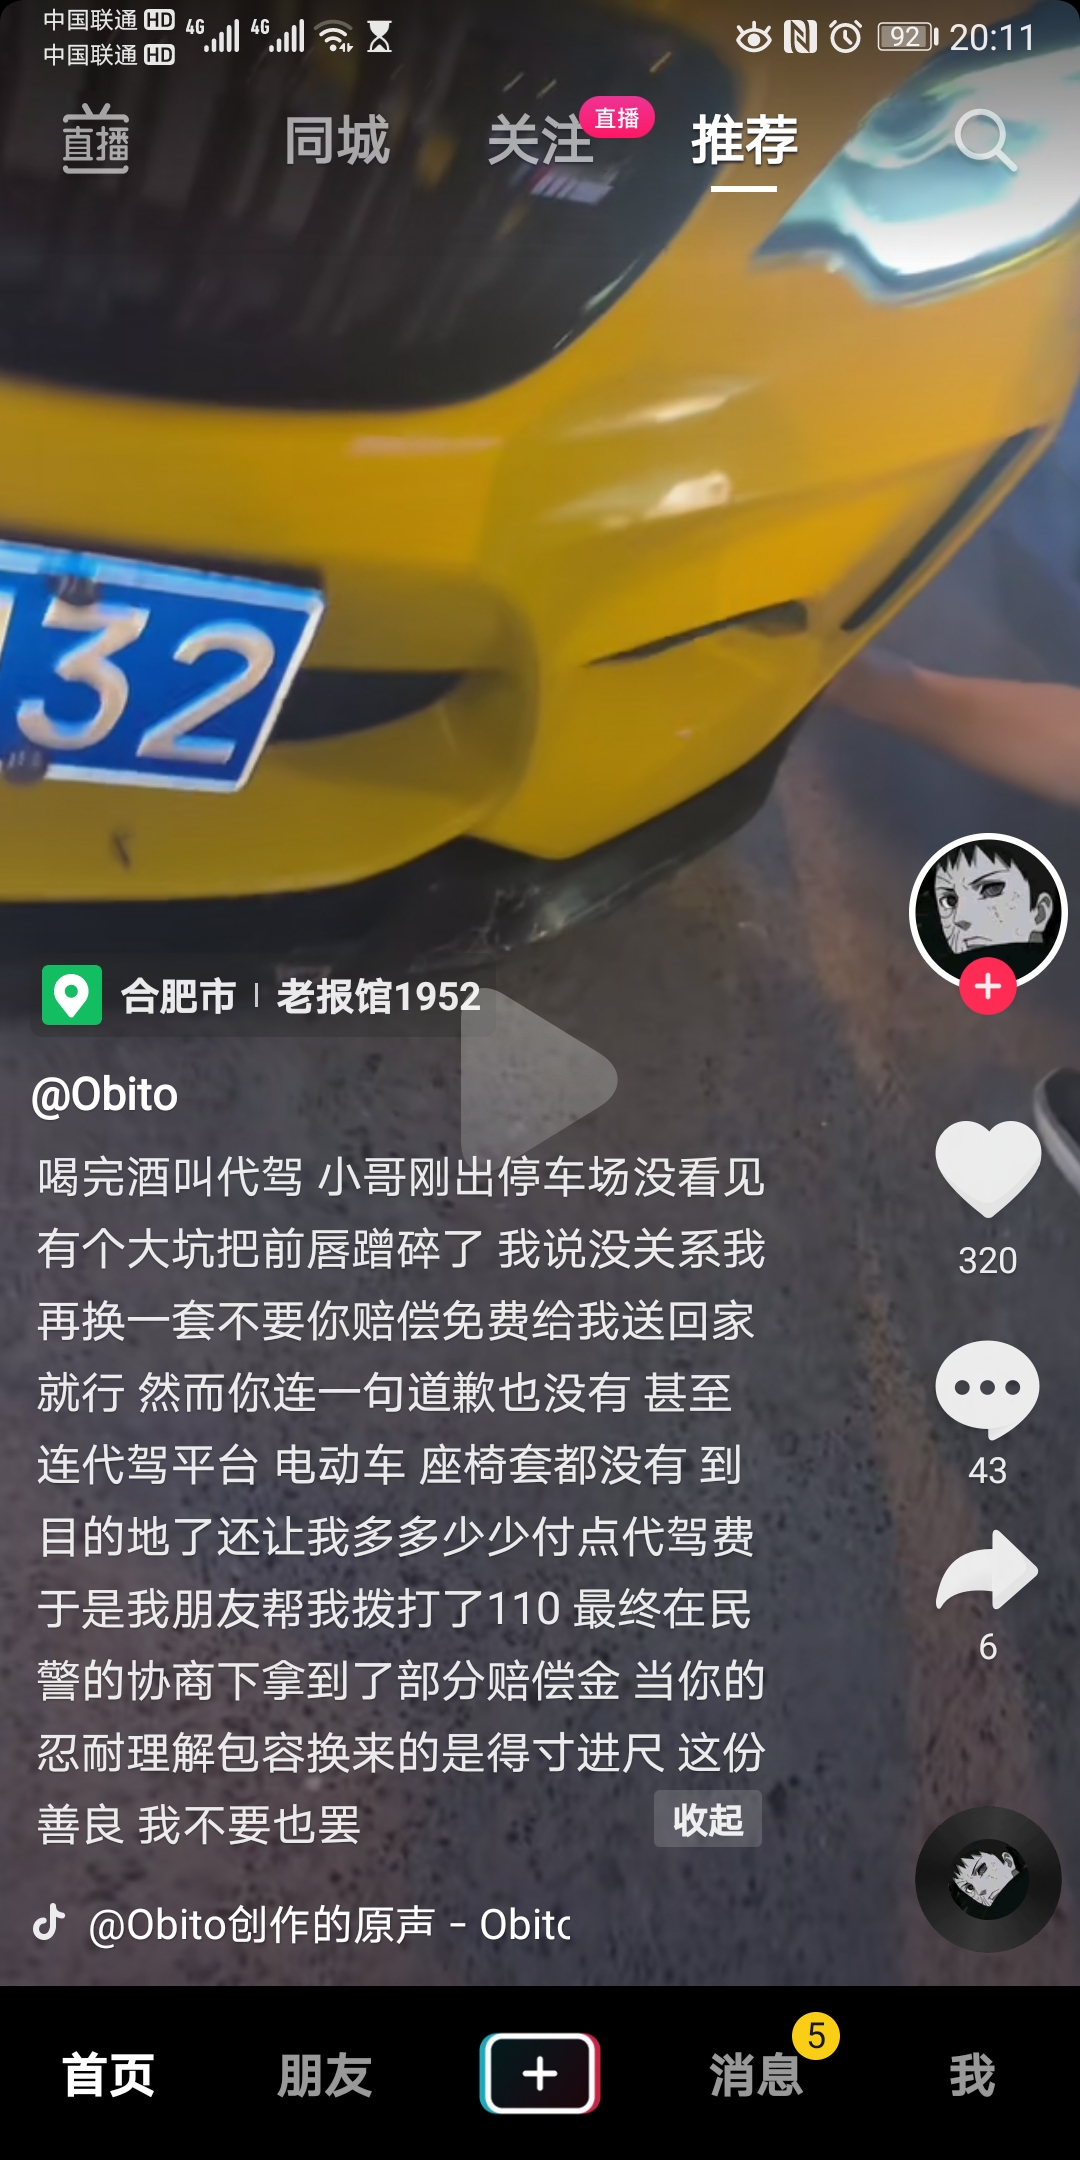 中国联通 HD 4G 4G 92 20:11
中国联通 HD
直播 同城 关注 直播 推荐
32
合肥市 | 老报馆1952
@Obito
喝完酒叫代驾 小哥刚出停车场没看见
有个大坑把前唇蹭碎了 我说没关系我
再换一套不要你赔偿免费给我送回家
就行 然而你连一句道歉也没有 甚至
连代驾平台 电动车 座椅套都没有 到
目的地了还让我多多少少付点代驾费
于是我朋友帮我拨打了110 最终在民
警的协商下拿到了部分赔偿金 当你的
忍耐理解包容换来的是得寸进尺 这份
善良 我不要也罢
收起
320
43
6
@Obito创作的原声 - Obito
首页 朋友 消息 5 我